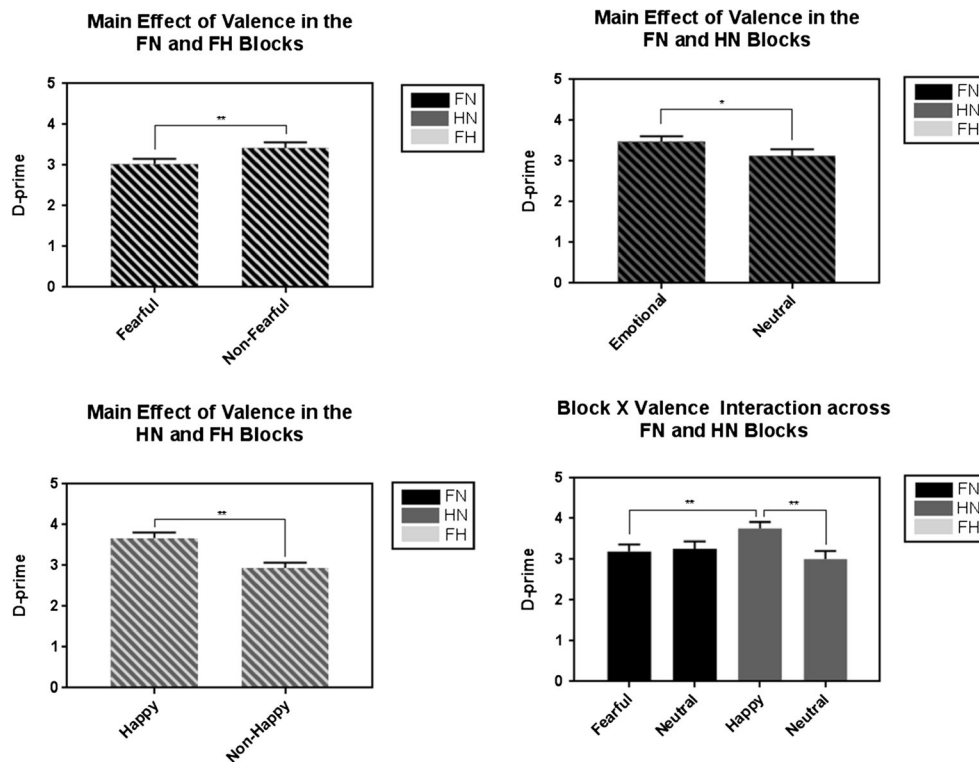 Main Effect of Valence in the
FN and FH Blocks
D-prime
5
4
3
2
1
0
**
Fearful
Non-Fearful
FN
HN
FH
Main Effect of Valence in the
FN and HN Blocks
D-prime
5
4
3
2
1
0
*
Emotional
Neutral
FN
HN
FH
Main Effect of Valence in the
HN and FH Blocks
D-prime
5
4
3
2
1
0
**
Happy
Non-Happy
FN
HN
FH
Block X Valence Interaction across
FN and HN Blocks
D-prime
5
4
3
2
1
0
**
**
Fearful
Neutral
Happy
Neutral
FN
HN
FH